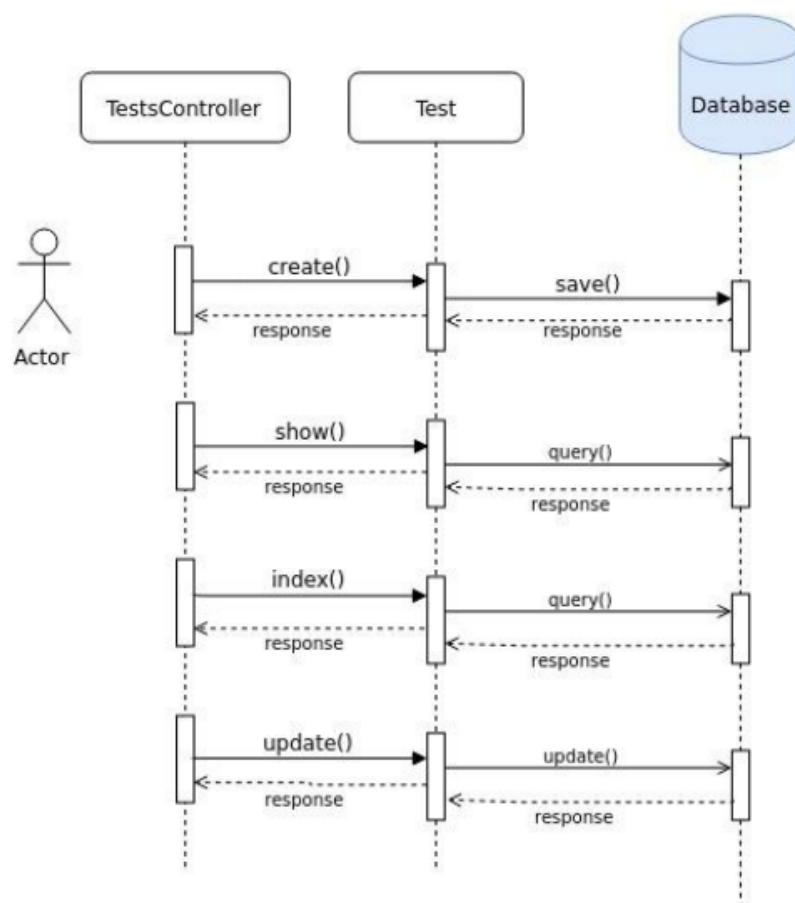 TestsController
Test
Database
Actor
create()
save()
response
response
show()
query()
response
response
index()
query()
response
response
update()
update()
response
response